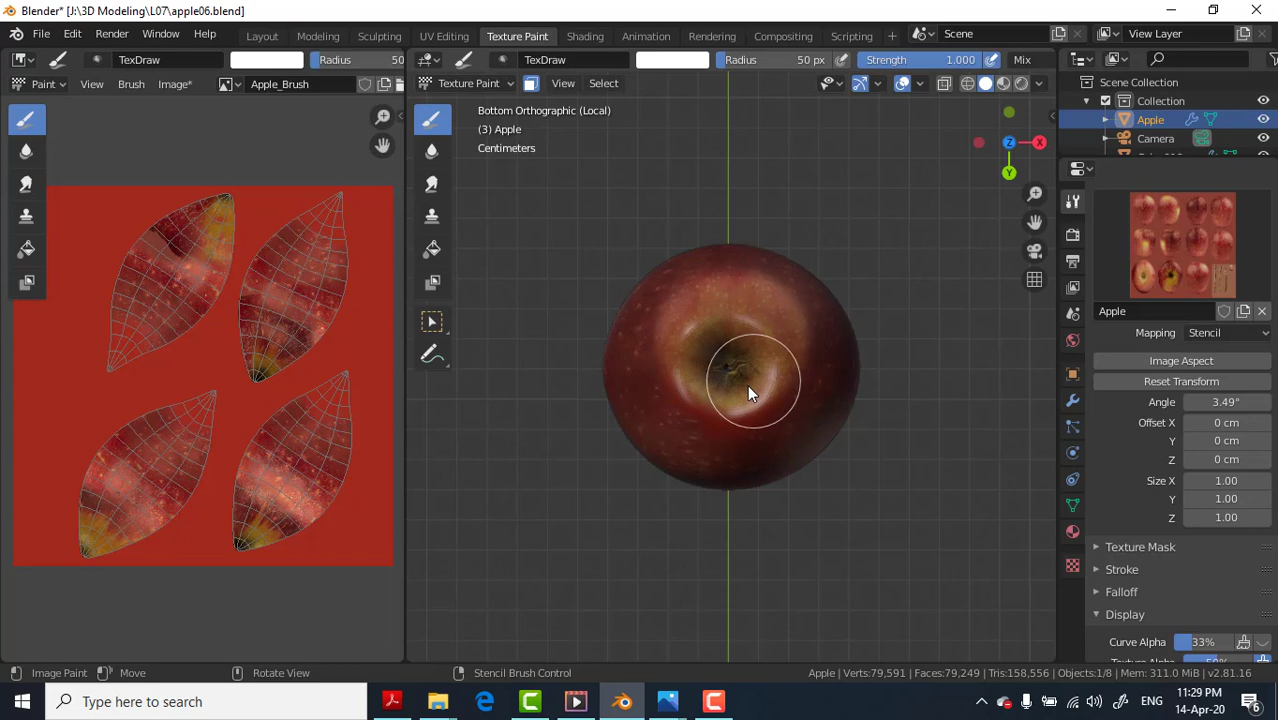 Blender* [J:\3D Modeling\L07\apple06.blend]
File Edit Render Window Help Layout Modeling Sculpting UV Editing Texture Paint Shading Animation Rendering Compositing Scripting Scene View Layer
TexDraw Radius 50 TexDraw Radius 50 px Strength 1.000 Mix
Paint View Brush Image* Apple_Brush Texture Paint View Select
Scene Collection
Collection
Apple
Camera
Bottom Orthographic (Local)
(3) Apple
Centimeters
Z X
Y
Apple
Mapping Stencil
Image Aspect
Reset Transform
Angle 3.49°
Offset X 0 cm
Y 0 cm
Z 0 cm
Size X 1.00
Y 1.00
Z 1.00
Texture Mask
Stroke
Falloff
Display
Curve Alpha 33%
Image Paint Move Rotate View Stencil Brush Control Apple | Verts:79,591 | Faces:79,249 | Tris:158,556 | Objects:1/8 | Mem: 311.0 MiB | v2.81.16
Type here to search
ENG
11:29 PM
14-Apr-20
6